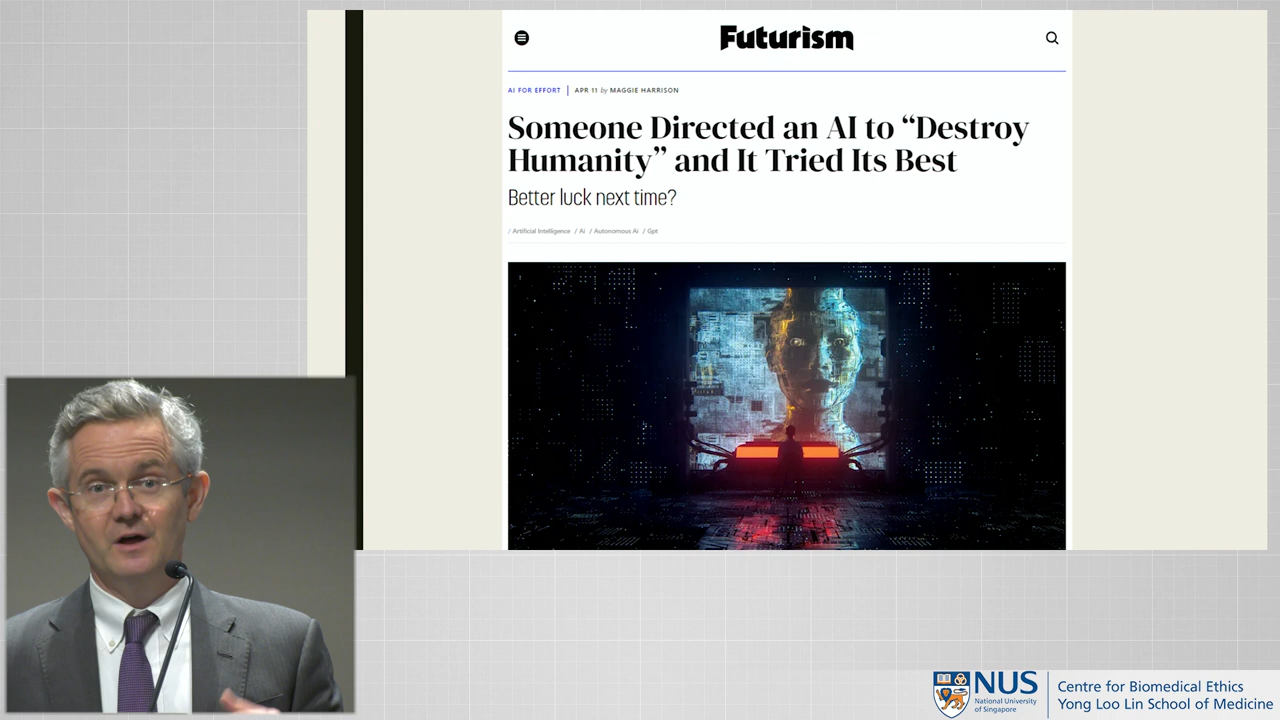 Futurism
AI FOR EFFORT | APR 11 by MAGGIE HARRISON
Someone Directed an AI to “Destroy
Humanity” and It Tried Its Best
Better luck next time?
/ Artificial Intelligence / Ai / Autonomous Ai / Gpt
NUS
National University
of Singapore
Centre for Biomedical Ethics
Yong Loo Lin School of Medicine